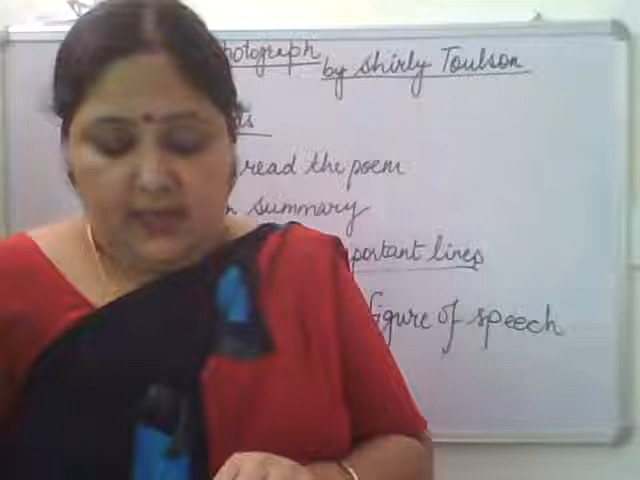 hotograph by Shirly Toulson
ts
read the poem
n summary
portant lines
figure of speech